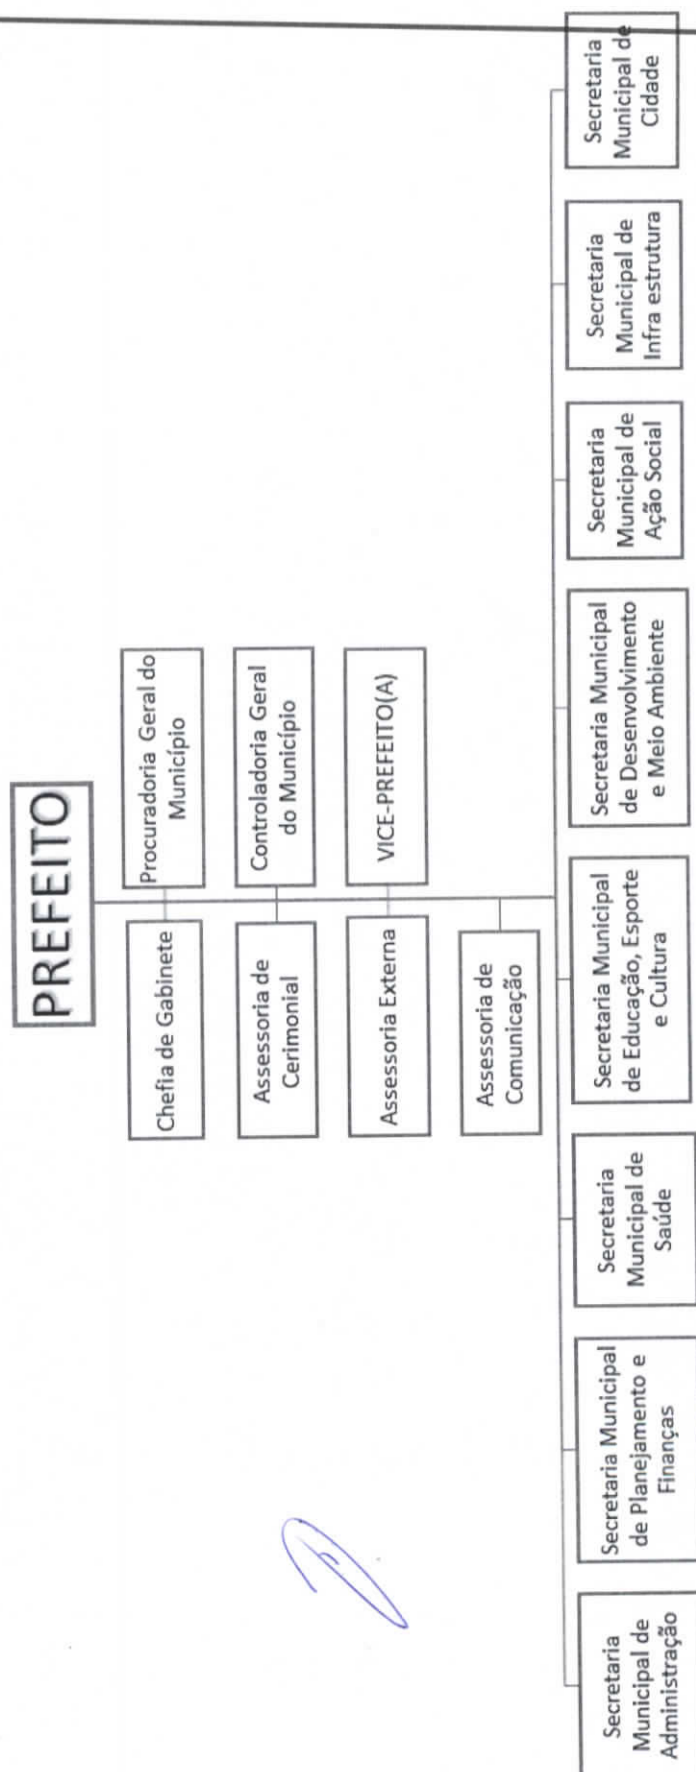 PREFEITO
Chefia de Gabinete
Procuradoria Geral do
Município
Assessoria de
Cerimonial
Controladoria Geral
do Município
Assessoria Externa
VICE-PREFEITO(A)
Assessoria de
Comunicação
Secretaria
Municipal de
Administração
Secretaria Municipal
de Planejamento e
Finanças
Secretaria
Municipal de
Saúde
Secretaria Municipal
de Educação, Esporte
e Cultura
Secretaria Municipal
de Desenvolvimento
e Meio Ambiente
Secretaria
Municipal de
Ação Social
Secretaria
Municipal de
Infra estrutura
Secretaria
Municipal de
Cidade